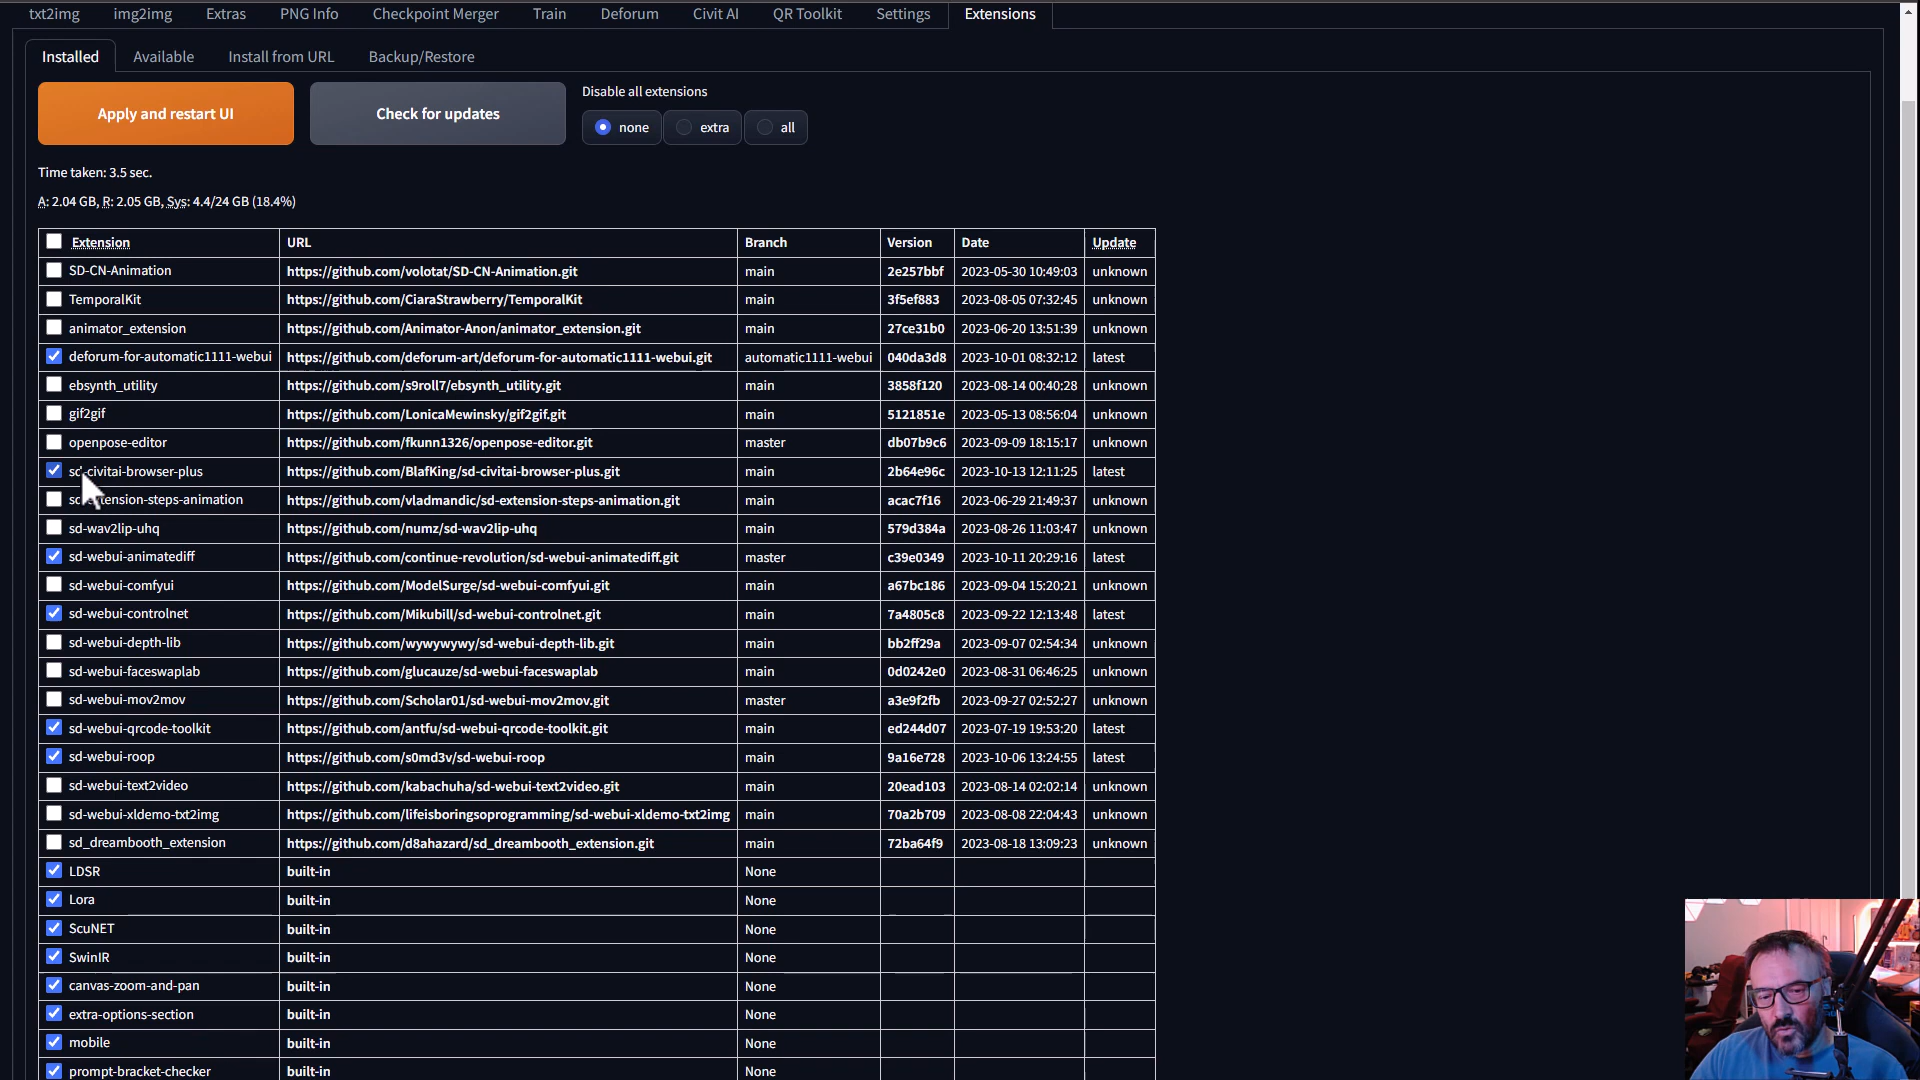 txt2img img2img Extras PNG Info Checkpoint Merger Train Deforum Civit AI QR Toolkit Settings Extensions
Installed Available Install from URL Backup/Restore
Apply and restart UI Check for updates
Disable all extensions
none extra all
Time taken: 3.5 sec.
A: 2.04 GB, R: 2.05 GB, Sys: 4.4/24 GB (18.4%)
Extension URL Branch Version Date Update
SD-CN-Animation https://github.com/volotat/SD-CN-Animation.git main 2e257bbf 2023-05-30 10:49:03 unknown
TemporalKit https://github.com/CiaraStrawberry/TemporalKit main 3f5ef883 2023-08-05 07:32:45 unknown
animator_extension https://github.com/Animator-Anon/animator_extension.git main 27ce31b0 2023-06-20 13:51:39 unknown
deforum-for-automatic1111-webui https://github.com/deforum-art/deforum-for-automatic1111-webui.git automatic1111-webui 040da3d8 2023-10-01 08:32:12 latest
ebsynth_utility https://github.com/s9roll7/ebsynth_utility.git main 3858f120 2023-08-14 00:40:28 unknown
gif2gif https://github.com/LonicaMewinsky/gif2gif.git main 5121851e 2023-05-13 08:56:04 unknown
openpose-editor https://github.com/fkunn1326/openpose-editor.git master db07b9c6 2023-09-09 18:15:17 unknown
sd-civitai-browser-plus https://github.com/BlafKing/sd-civitai-browser-plus.git main 2b64e96c 2023-10-13 12:11:25 latest
sd-extension-steps-animation https://github.com/vladmandic/sd-extension-steps-animation.git main acac7f16 2023-06-29 21:49:37 unknown
sd-wav2lip-uhq https://github.com/numz/sd-wav2lip-uhq main 579d384a 2023-08-26 11:03:47 unknown
sd-webui-animatediff https://github.com/continue-revolution/sd-webui-animatediff.git master c39e0349 2023-10-11 20:29:16 latest
sd-webui-comfyui https://github.com/ModelSurge/sd-webui-comfyui.git main a67bc186 2023-09-04 15:20:21 unknown
sd-webui-controlnet https://github.com/Mikubill/sd-webui-controlnet.git main 7a4805c8 2023-09-22 12:13:48 latest
sd-webui-depth-lib https://github.com/wywywywy/sd-webui-depth-lib.git main bb2ff29a 2023-09-07 02:54:34 unknown
sd-webui-faceswaplab https://github.com/glucauze/sd-webui-faceswaplab main 0d0242e0 2023-08-31 06:46:25 unknown
sd-webui-mov2mov https://github.com/Scholar01/sd-webui-mov2mov.git master a3e9f2fb 2023-09-27 02:52:27 unknown
sd-webui-qrcode-toolkit https://github.com/antfu/sd-webui-qrcode-toolkit.git main ed244d07 2023-07-19 19:53:20 latest
sd-webui-roop https://github.com/s0md3v/sd-webui-roop main 9a16e728 2023-10-06 13:24:55 latest
sd-webui-text2video https://github.com/kabachuha/sd-webui-text2video.git main 20ead103 2023-08-14 02:02:14 unknown
sd-webui-xldemo-txt2img https://github.com/lifeisboringsoprogramming/sd-webui-xldemo-txt2img main 70a2b709 2023-08-08 22:04:43 unknown
sd_dreambooth_extension https://github.com/d8ahazard/sd_dreambooth_extension.git main 72ba64f9 2023-08-18 13:09:23 unknown
LDSR built-in None
Lora built-in None
ScuNET built-in None
SwinIR built-in None
canvas-zoom-and-pan built-in None
extra-options-section built-in None
mobile built-in None
prompt-bracket-checker built-in None